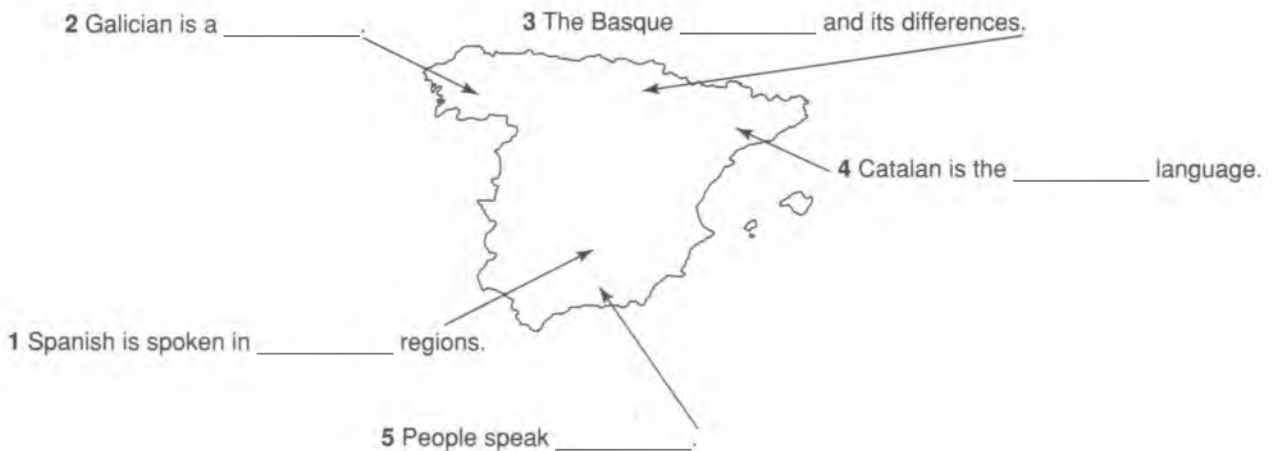 2 Galician is a __________.
3 The Basque __________ and its differences.
4 Catalan is the __________ language.
1 Spanish is spoken in __________ regions.
5 People speak __________.